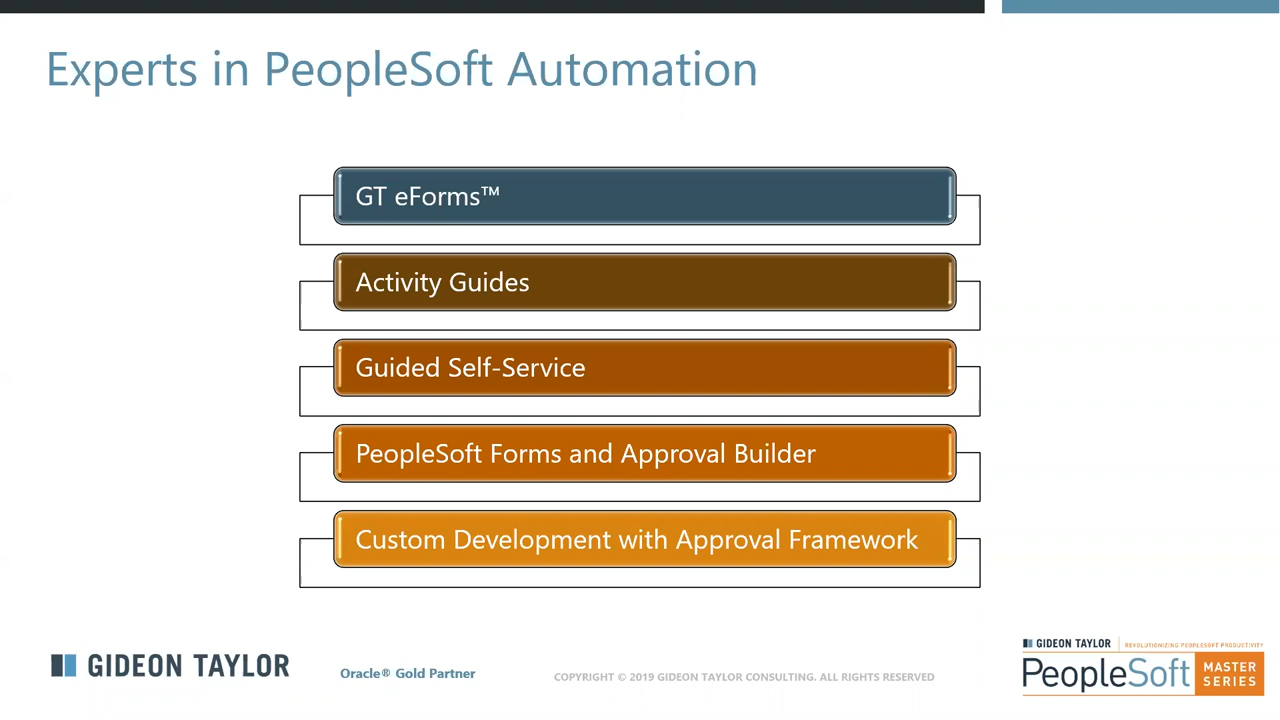 Experts in PeopleSoft Automation
GT eForms™
Activity Guides
Guided Self-Service
PeopleSoft Forms and Approval Builder
Custom Development with Approval Framework
GIDEON TAYLOR
Oracle® Gold Partner
COPYRIGHT © 2019 GIDEON TAYLOR CONSULTING. ALL RIGHTS RESERVED
GIDEON TAYLOR
REVOLUTIONIZING PEOPLESOFT PRODUCTIVITY
PeopleSoft
MASTER
SERIES